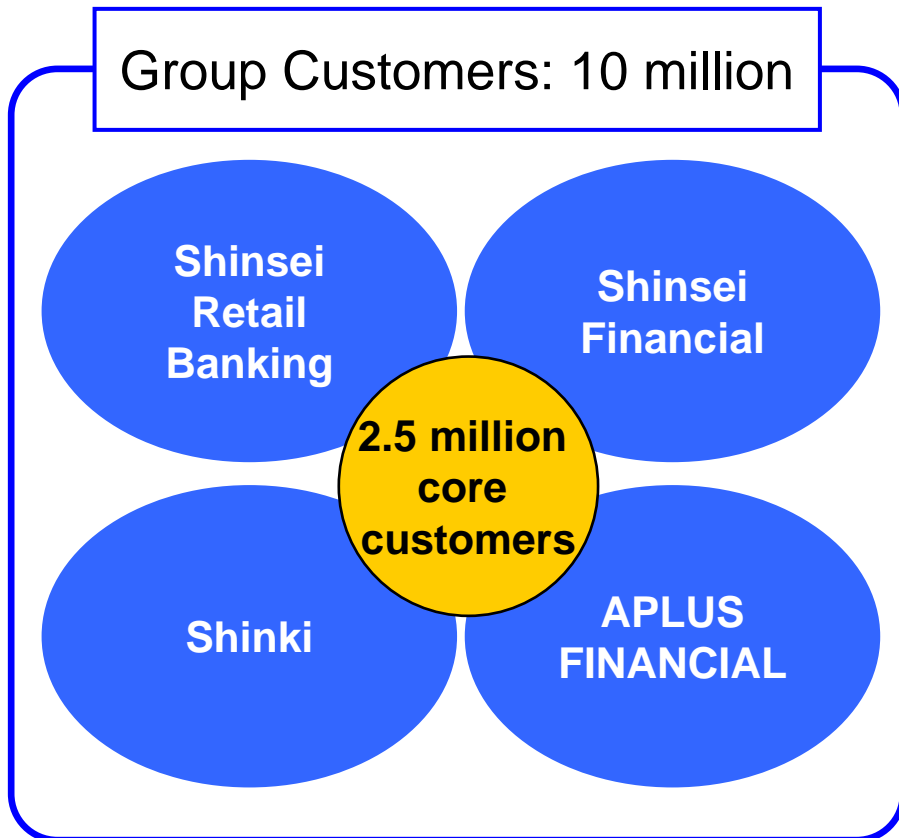 Group Customers: 10 million
Shinsei
Retail
Banking
Shinsei
Financial
2.5 million
core
customers
Shinki
APLUS
FINANCIAL